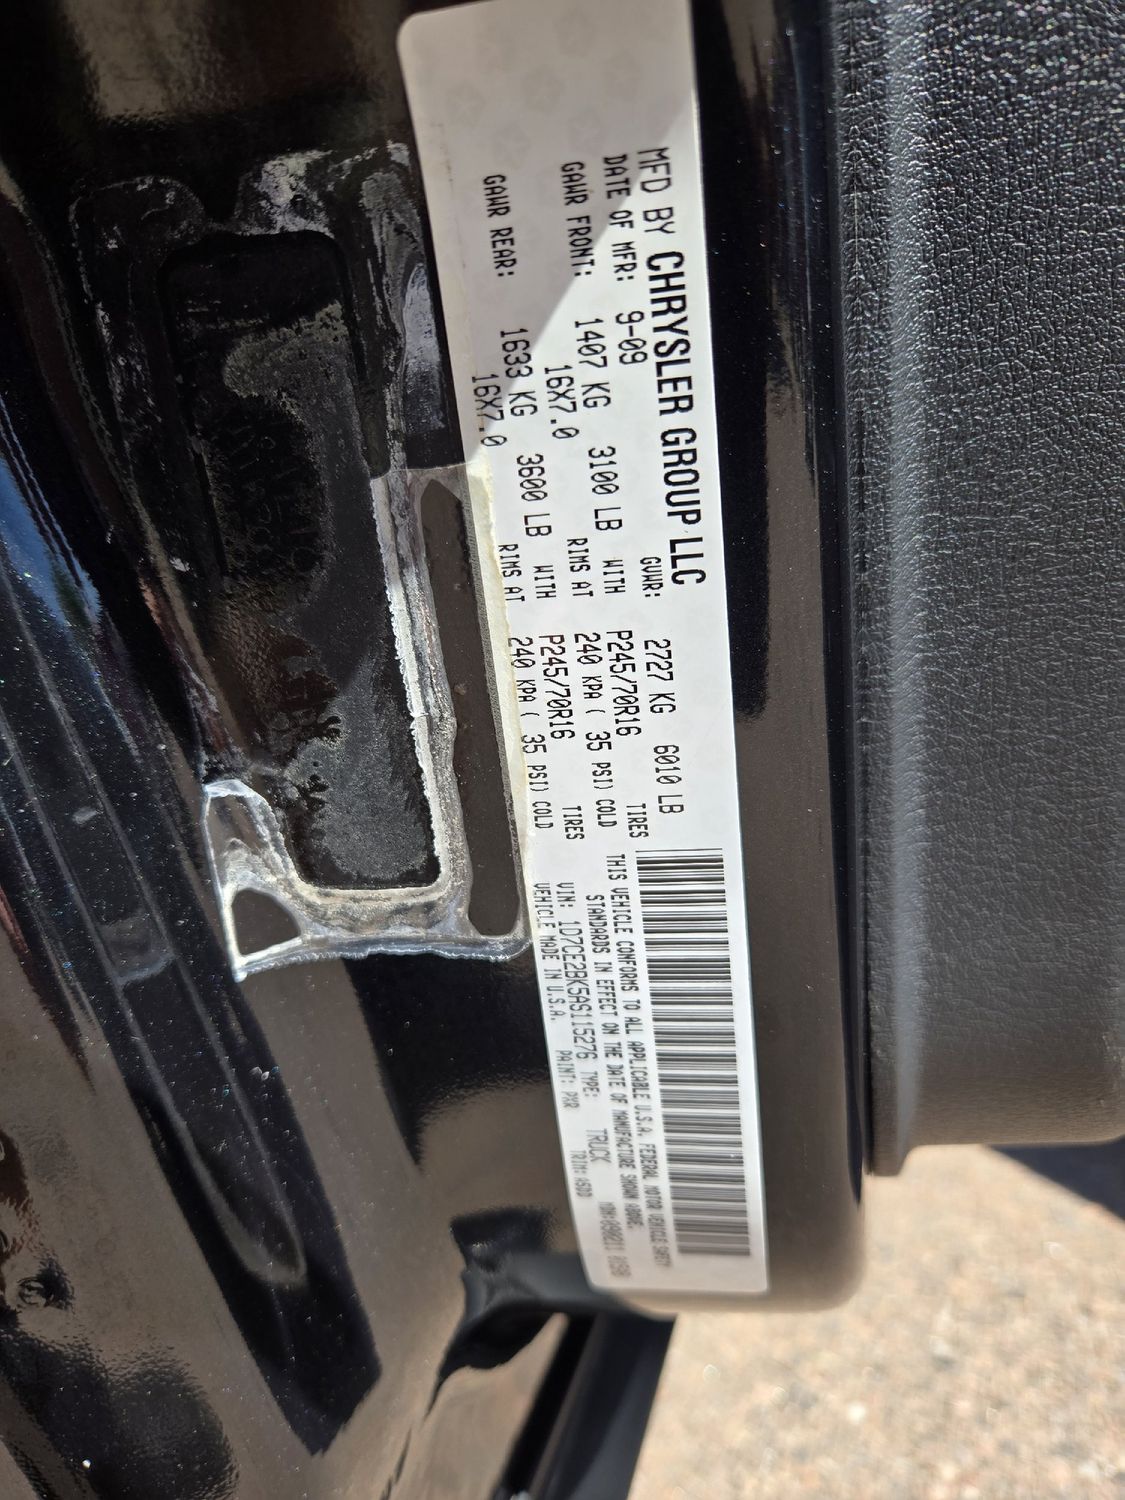 MFD BY CHRYSLER GROUP LLC
DATE OF MFR: 9-09 GVWR: 2727 KG 6010 LB
GAWR FRONT: 1407 KG 3100 LB WITH P245/70R16 TIRES
16X7.0 RIMS AT 240 KPA ( 35 PSI) COLD
GAWR REAR: 1633 KG 3600 LB WITH P245/70R16 TIRES
16X7.0 RIMS AT 240 KPA ( 35 PSI) COLD
THIS VEHICLE CONFORMS TO ALL APPLICABLE U.S.A. FEDERAL MOTOR VEHICLE SAFETY
STANDARDS IN EFFECT ON THE DATE OF MANUFACTURE SHOWN ABOVE.
VIN: 1D7CE2BK5AS115276 TYPE: TRUCK
VEHICLE MADE IN U.S.A. PAINT: PXR TRIM: